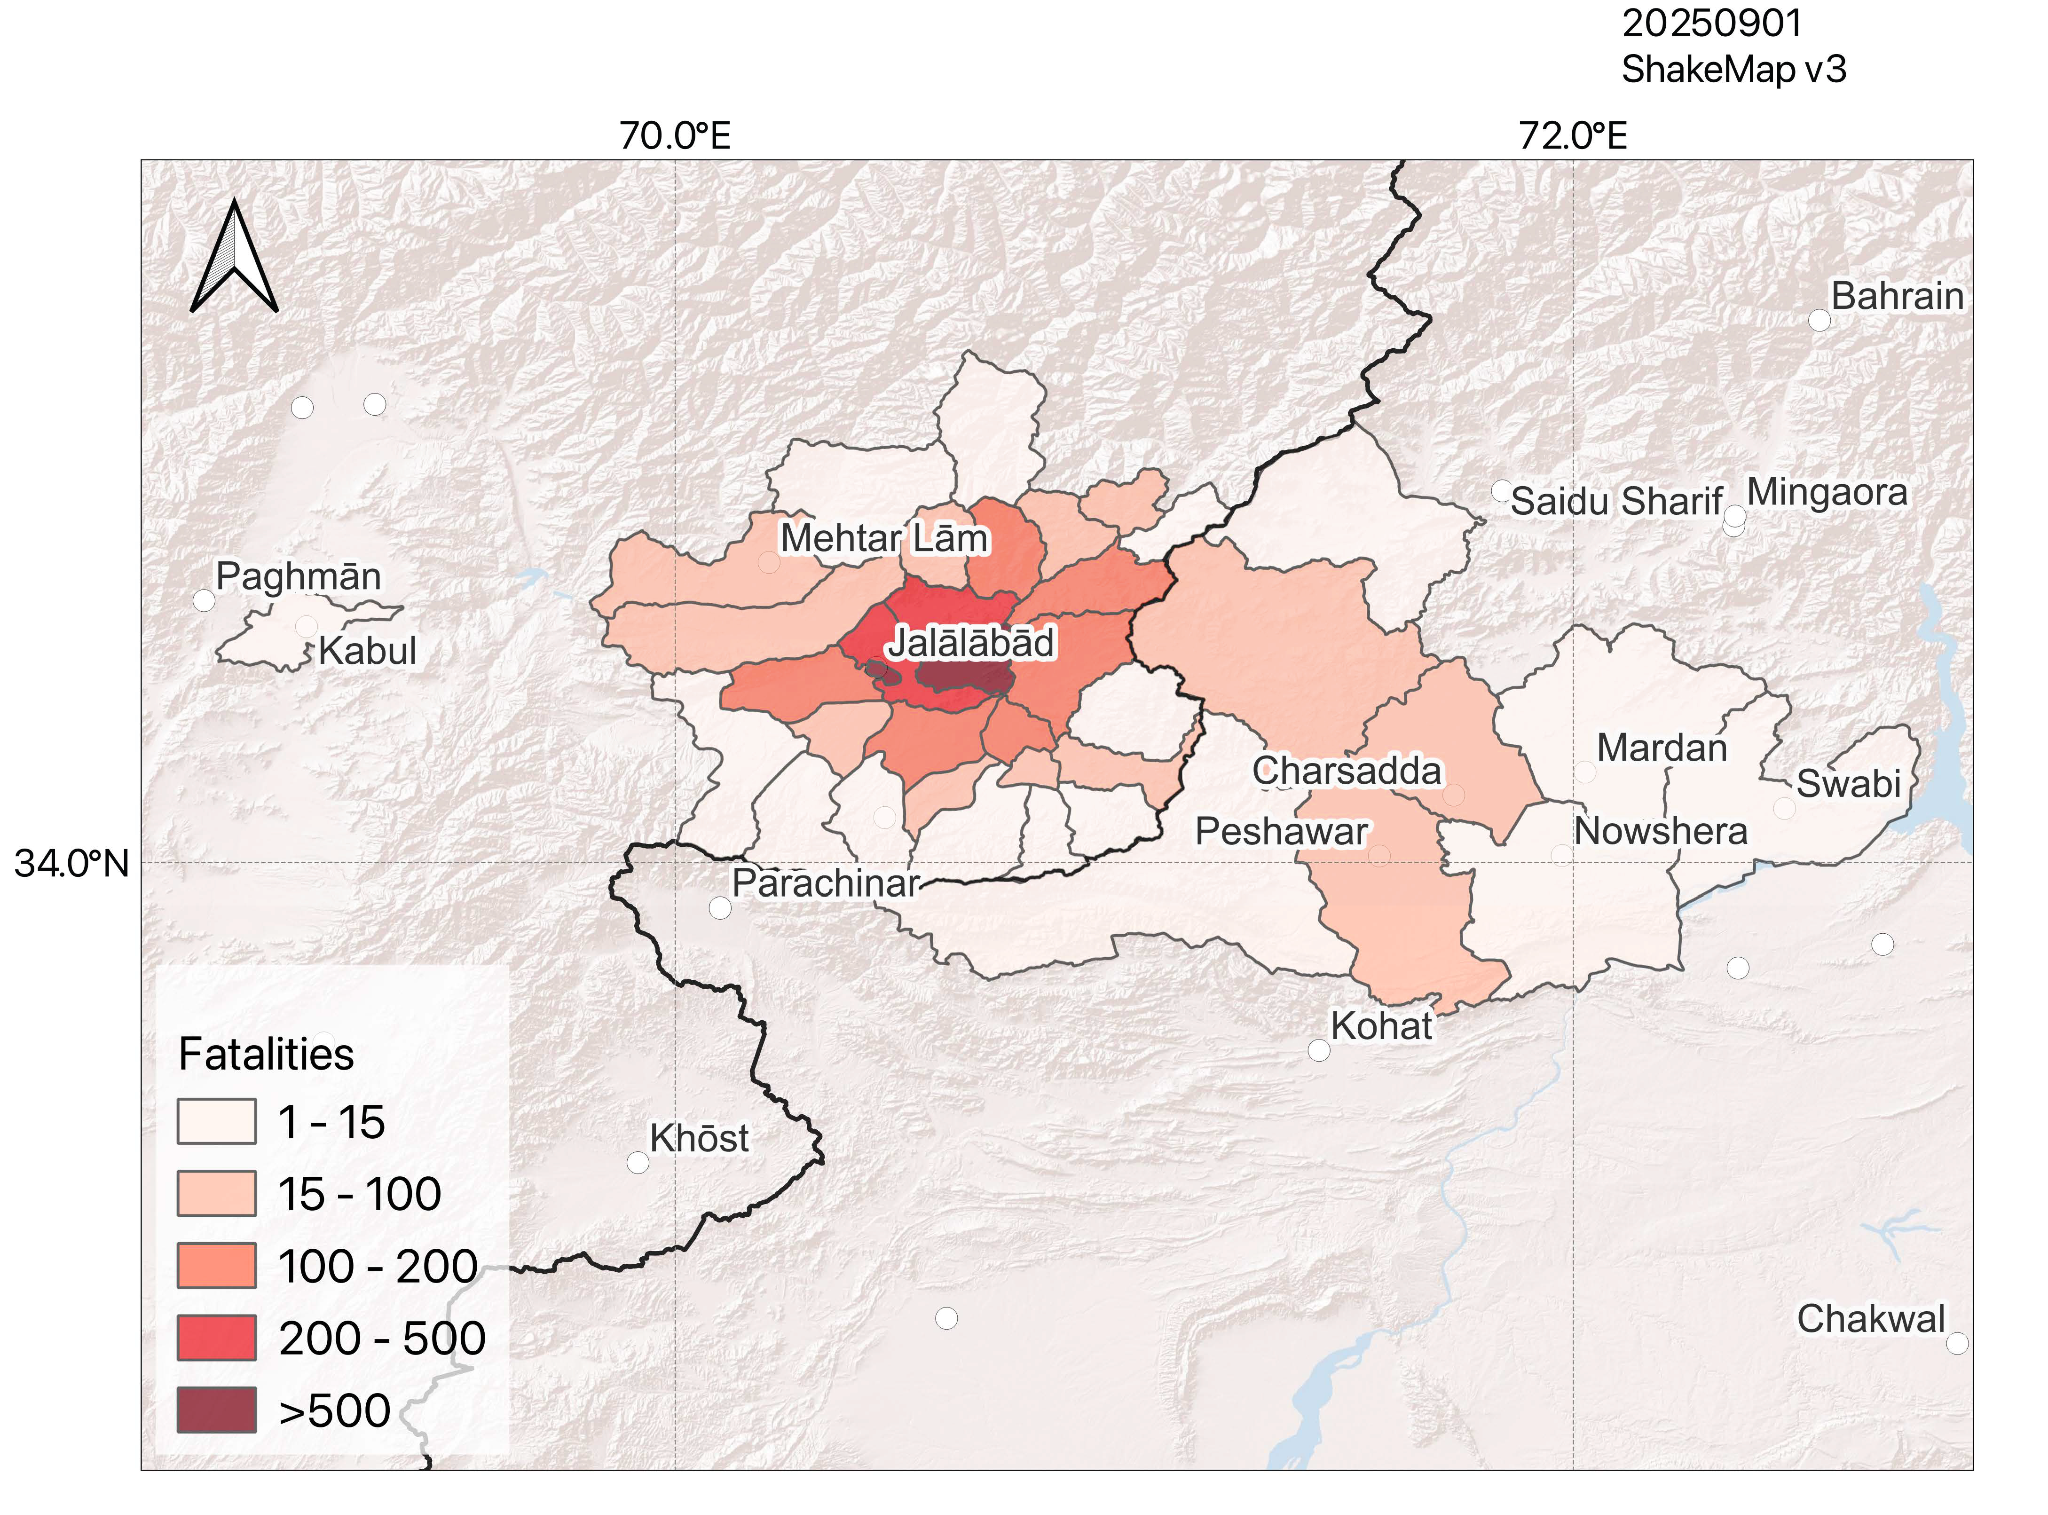 20250901
ShakeMap v3
70.0°E
72.0°E
Bahrain
Saidu Sharif
Mingaora
Mehtar Lām
Paghmān
Kabul
Jalālābād
Mardan
Charsadda
Swabi
Peshawar
Nowshera
34.0°N
Parachinar
Kohat
Khōst
Chakwal
Fatalities
1 - 15
15 - 100
100 - 200
200 - 500
>500